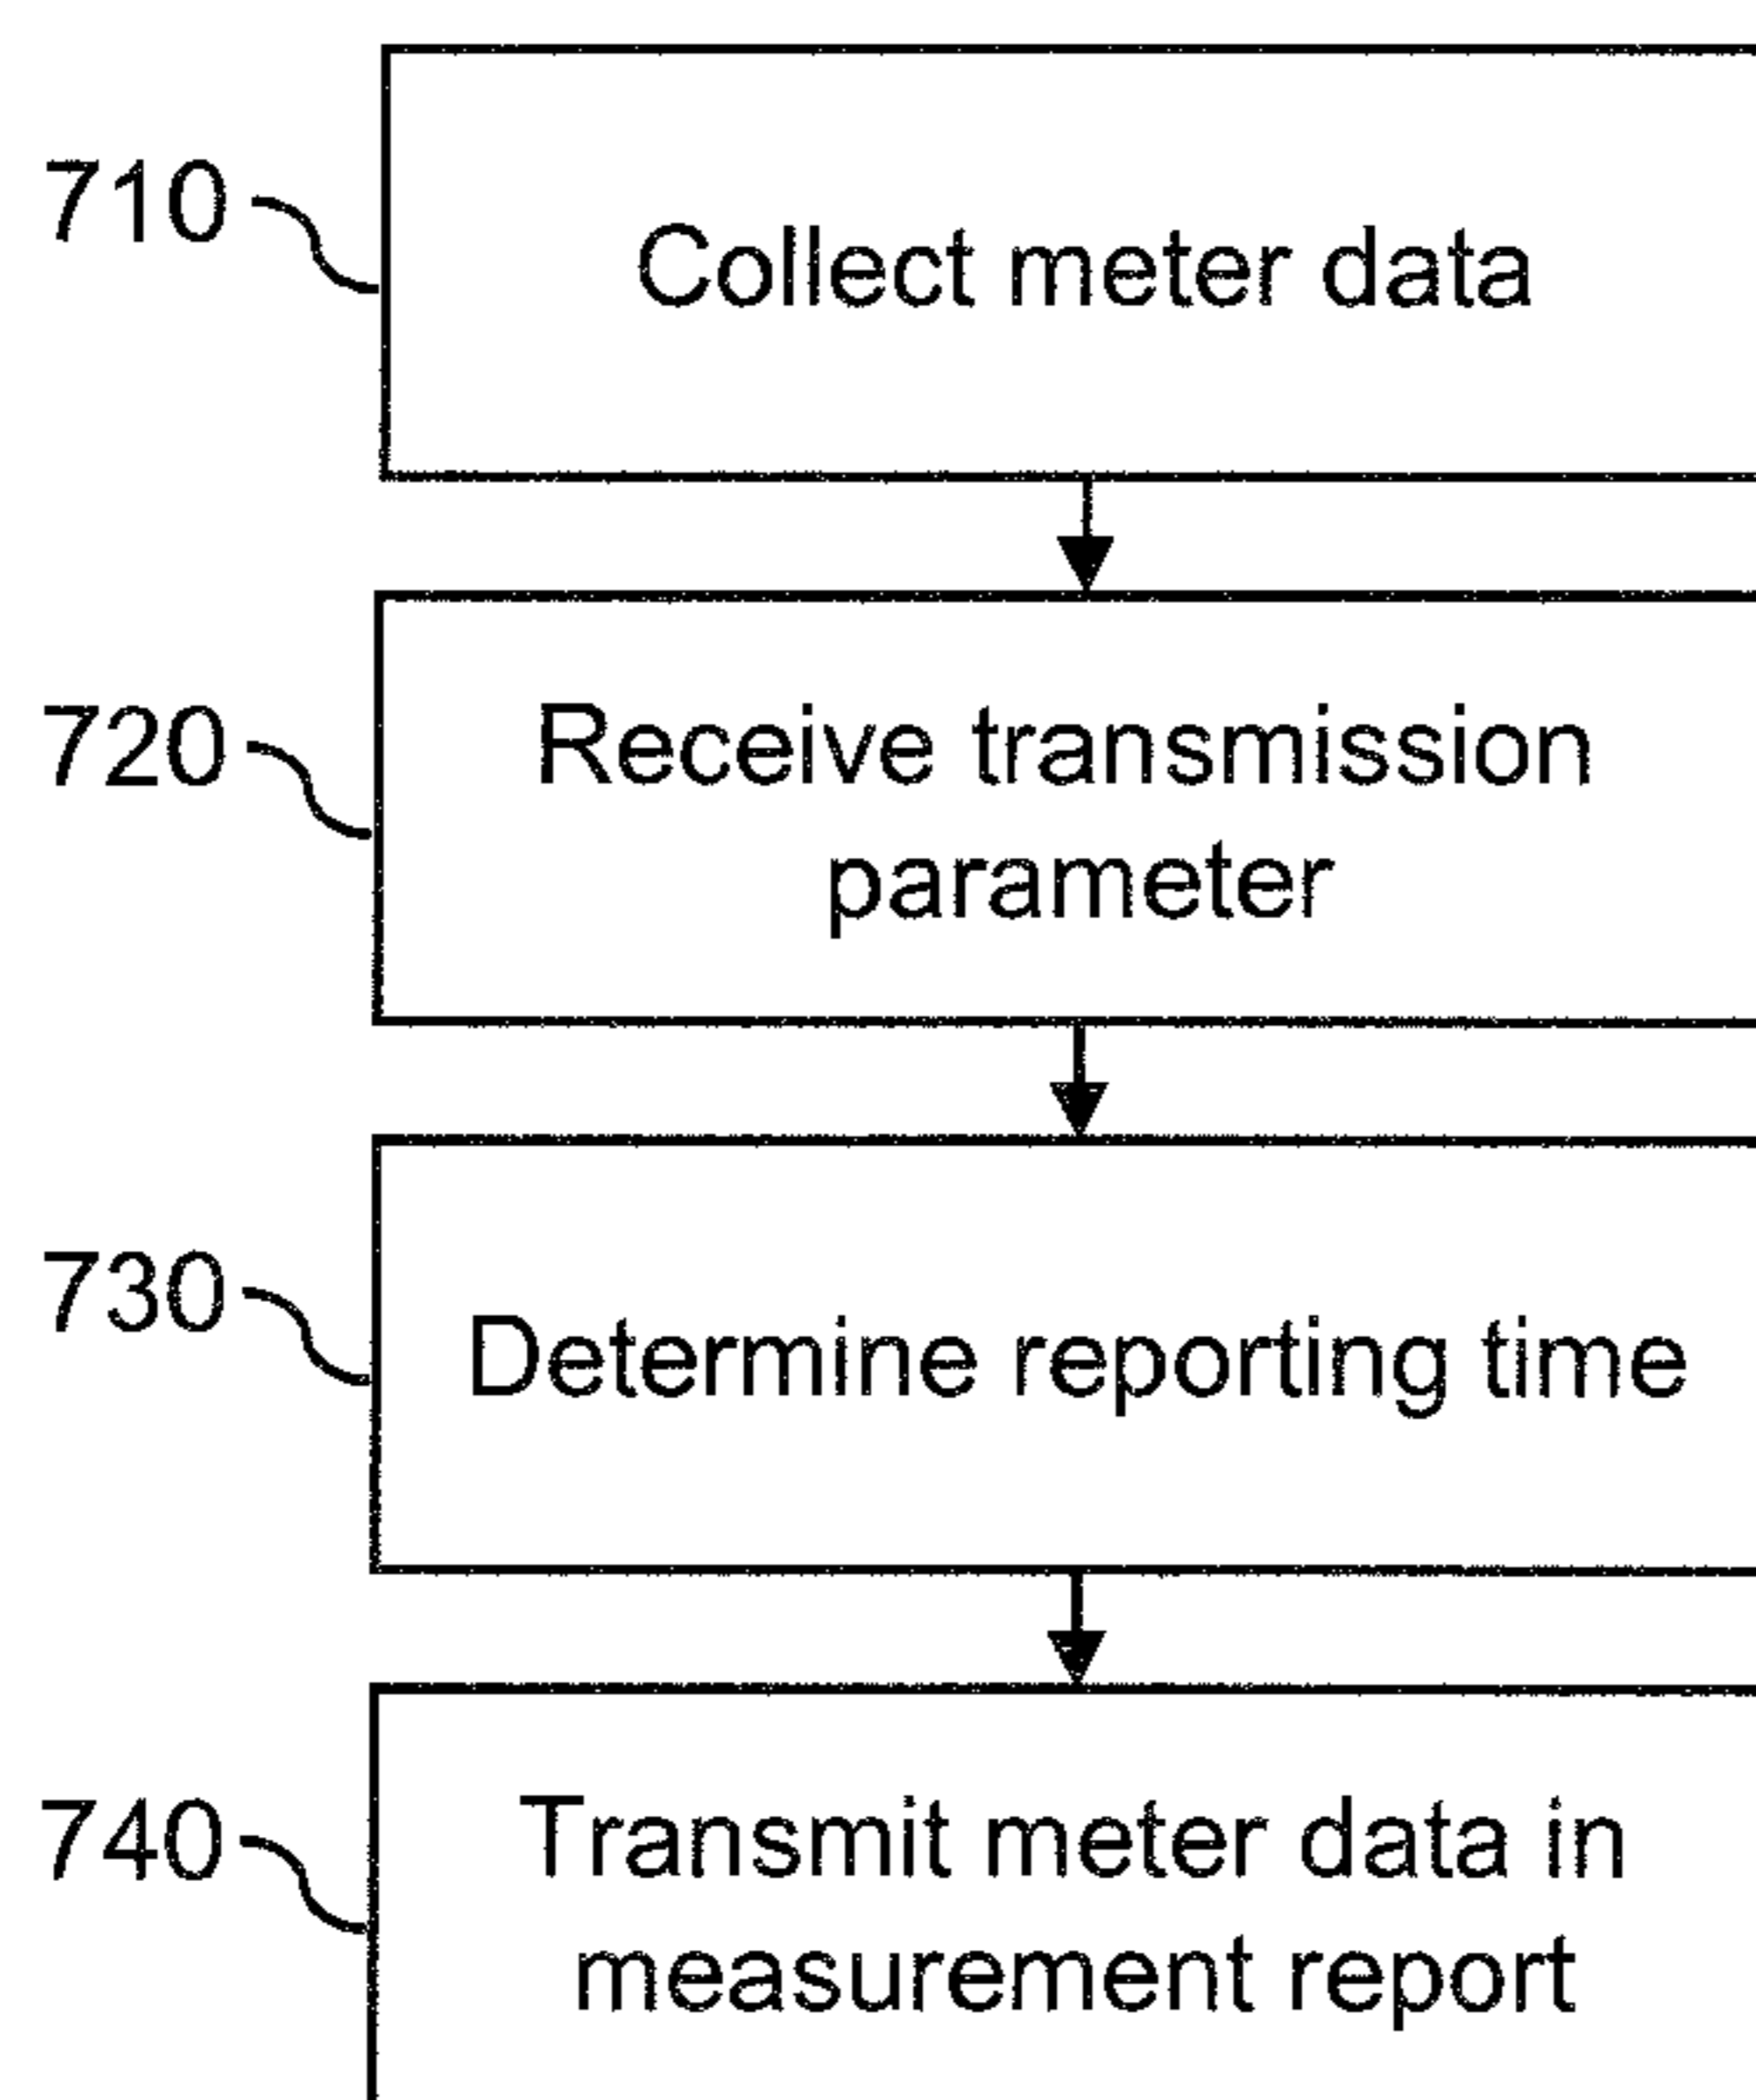 710
Collect meter data
720
Receive transmission
parameter
730
Determine reporting time
740
Transmit meter data in
measurement report